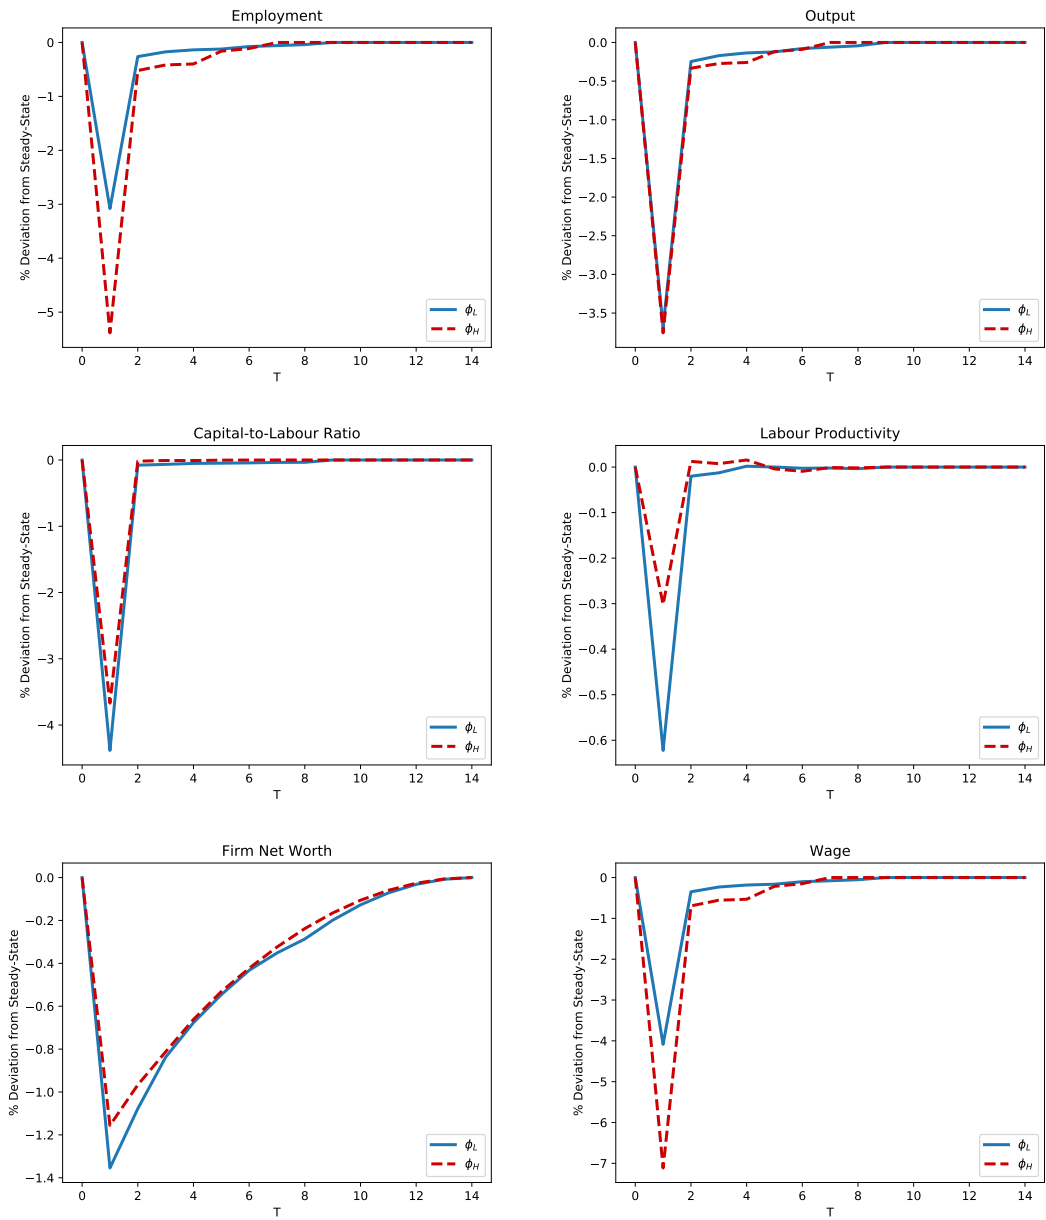 Employment
% Deviation from Steady-State
0
−1
−2
−3
−4
−5
0 2 4 6 8 10 12 14
T
ϕL
ϕH
Output
% Deviation from Steady-State
0.0
−0.5
−1.0
−1.5
−2.0
−2.5
−3.0
−3.5
0 2 4 6 8 10 12 14
T
ϕL
ϕH
Capital-to-Labour Ratio
% Deviation from Steady-State
0
−1
−2
−3
−4
0 2 4 6 8 10 12 14
T
ϕL
ϕH
Labour Productivity
% Deviation from Steady-State
0.0
−0.1
−0.2
−0.3
−0.4
−0.5
−0.6
0 2 4 6 8 10 12 14
T
ϕL
ϕH
Firm Net Worth
% Deviation from Steady-State
0.0
−0.2
−0.4
−0.6
−0.8
−1.0
−1.2
−1.4
0 2 4 6 8 10 12 14
T
ϕL
ϕH
Wage
% Deviation from Steady-State
0
−1
−2
−3
−4
−5
−6
−7
0 2 4 6 8 10 12 14
T
ϕL
ϕH